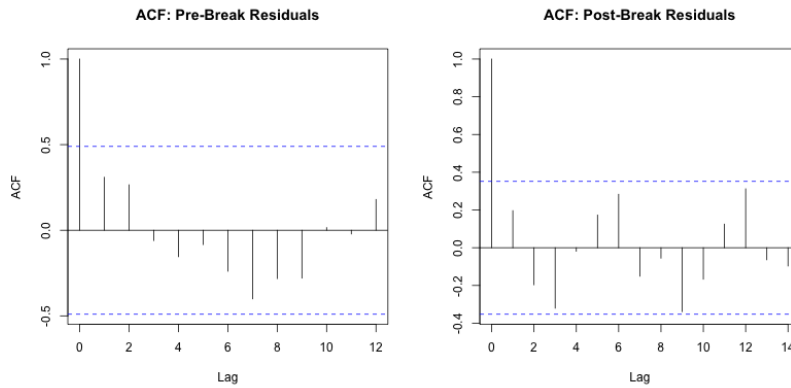 ACF: Pre-Break Residuals
ACF
1.0
0.5
0.0
-0.5
0 2 4 6 8 10 12
Lag
ACF: Post-Break Residuals
ACF
1.0
0.8
0.6
0.4
0.2
0.0
-0.2
-0.4
0 2 4 6 8 10 12 14
Lag